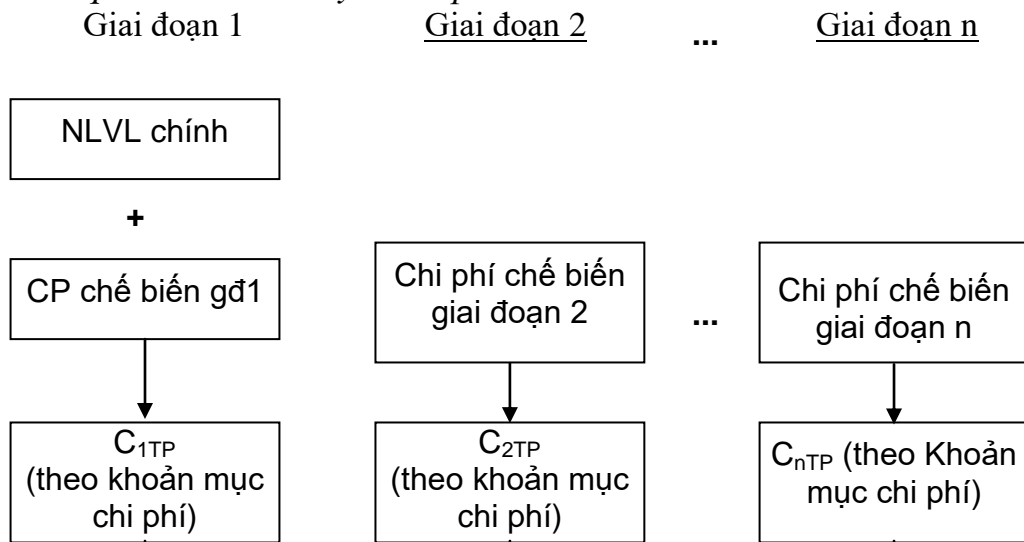 Giai đoạn 1
Giai đoạn 2
...
Giai đoạn n
NLVL chính
+
CP chế biến gđ1
Chi phí chế biến
giai đoạn 2
...
Chi phí chế biến
giai đoạn n
C1TP
(theo khoản mục
chi phí)
C2TP
(theo khoản mục
chi phí)
CnTP (theo Khoản
mục chi phí)